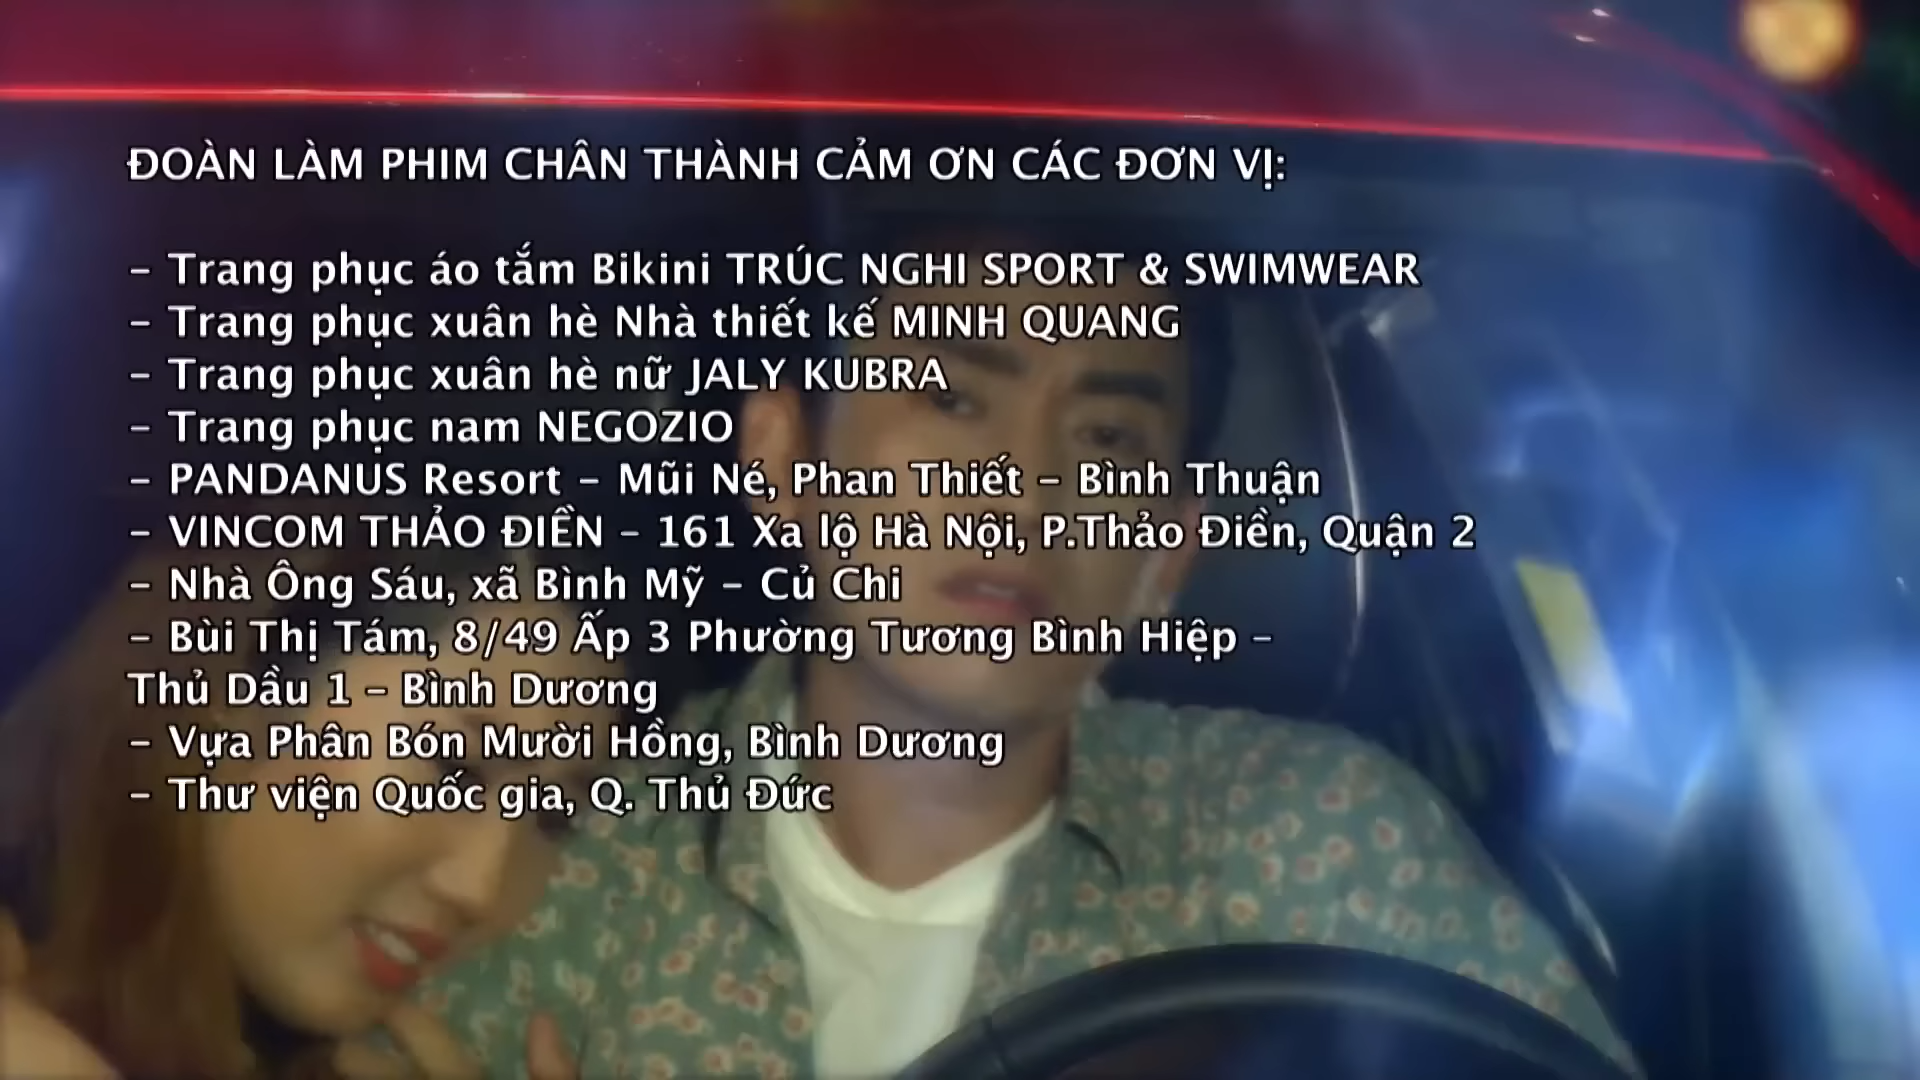 ĐOÀN LÀM PHIM CHÂN THÀNH CẢM ƠN CÁC ĐƠN VỊ:
– Trang phục áo tắm Bikini TRÚC NGHI SPORT & SWIMWEAR
– Trang phục xuân hè Nhà thiết kế MINH QUANG
– Trang phục xuân hè nữ JALY KUBRA
– Trang phục nam NEGOZIO
– PANDANUS Resort – Mũi Né, Phan Thiết – Bình Thuận
– VINCOM THẢO ĐIỀN – 161 Xa lộ Hà Nội, P.Thảo Điền, Quận 2
– Nhà Ông Sáu, xã Bình Mỹ – Củ Chi
– Bùi Thị Tám, 8/49 Ấp 3 Phường Tương Bình Hiệp –
Thủ Dầu 1 – Bình Dương
– Vựa Phân Bón Mười Hồng, Bình Dương
– Thư viện Quốc gia, Q. Thủ Đức